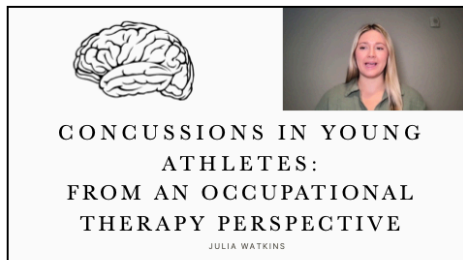 CONCUSSIONS IN YOUNG
ATHLETES:
FROM AN OCCUPATIONAL
THERAPY PERSPECTIVE
JULIA WATKINS